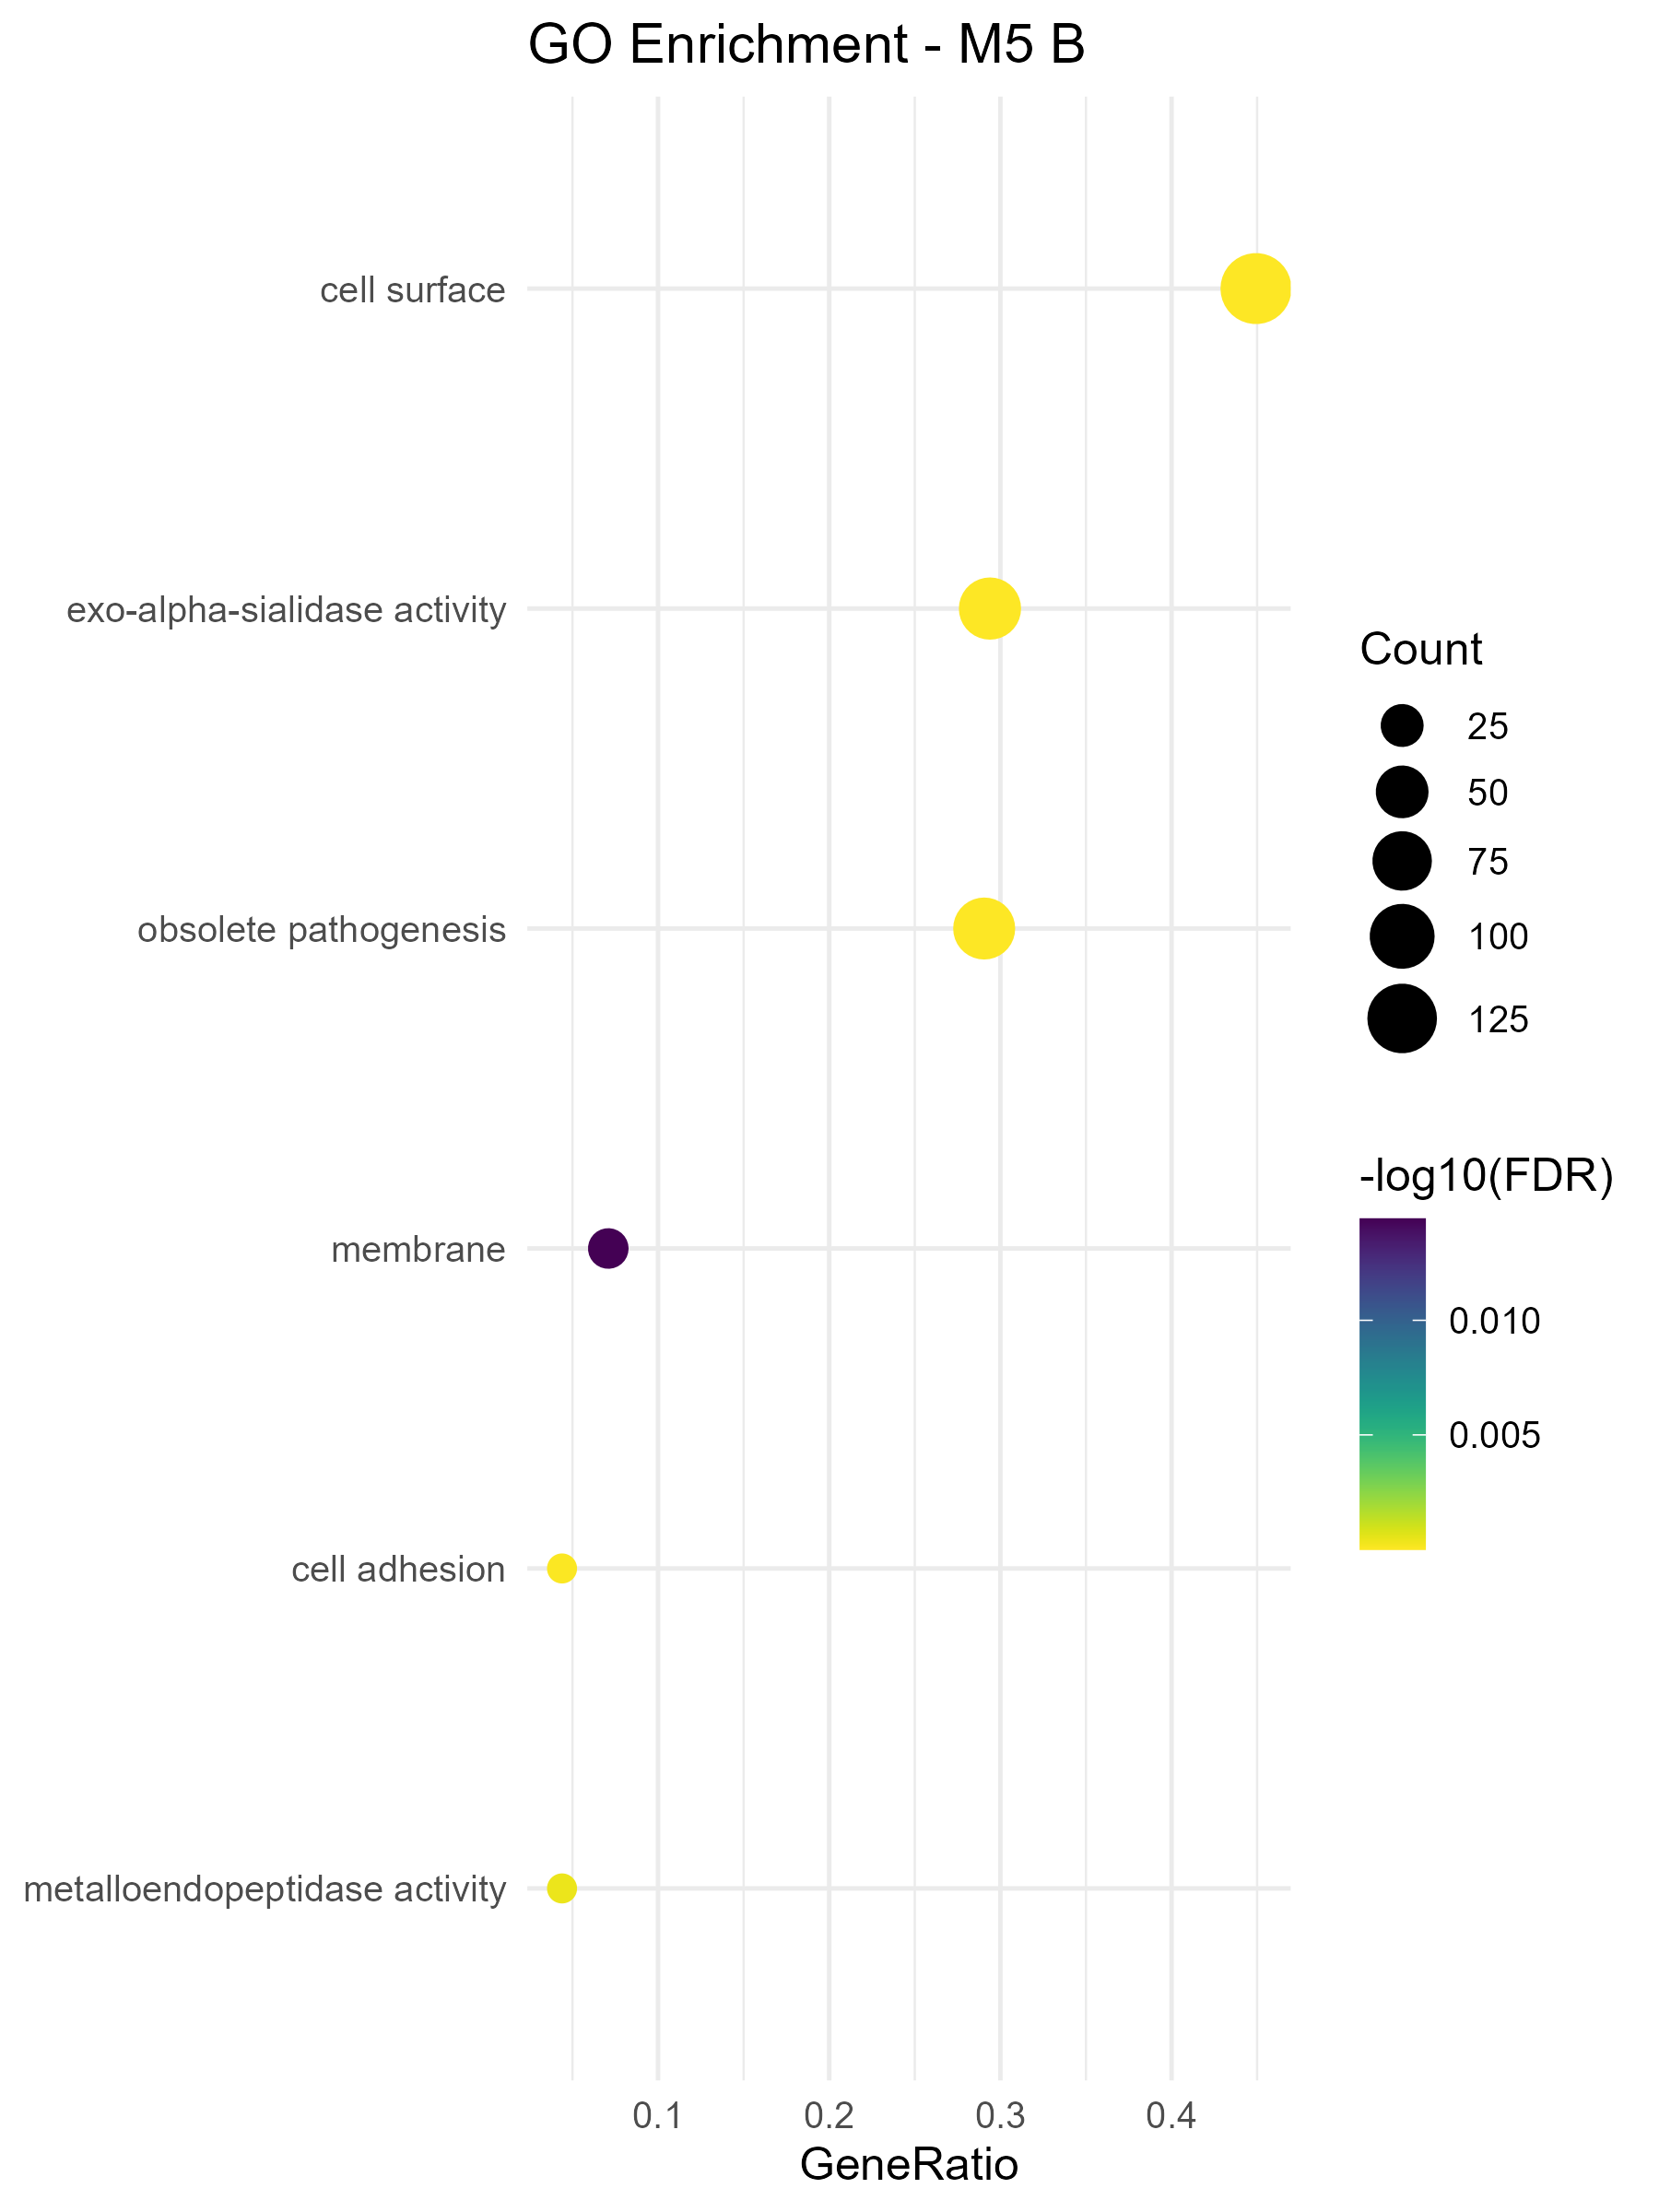 GO Enrichment - M5 B
cell surface
exo-alpha-sialidase activity
obsolete pathogenesis
membrane
cell adhesion
metalloendopeptidase activity
0.1
0.2
0.3
0.4
GeneRatio
Count
25
50
75
100
125
-log10(FDR)
0.010
0.005